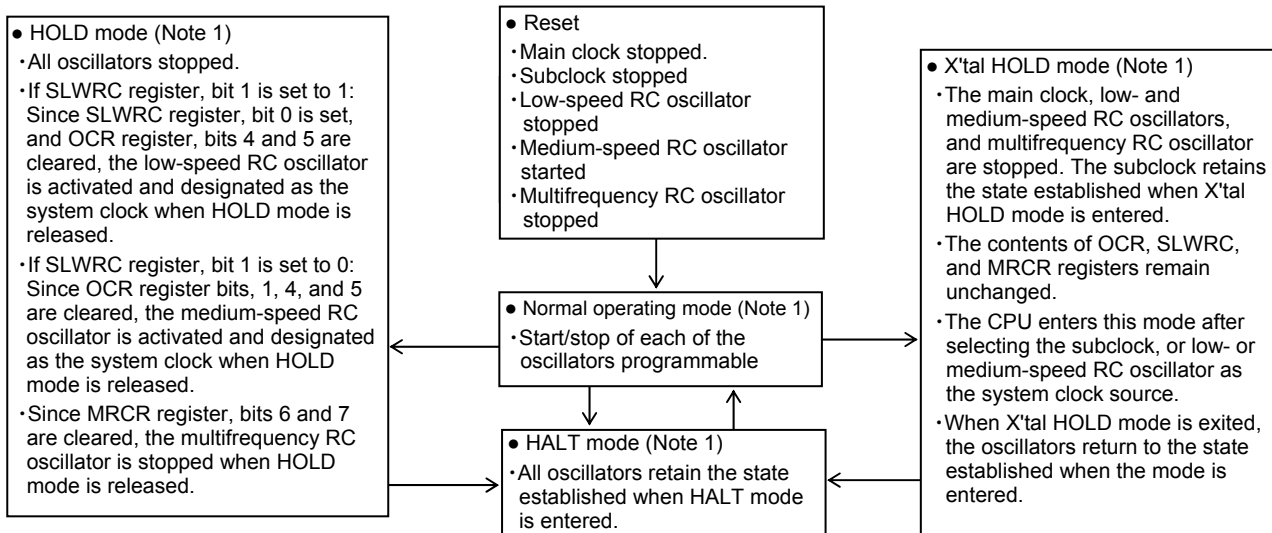 ● HOLD mode (Note 1)
・All oscillators stopped.
・If SLWRC register, bit 1 is set to 1:
Since SLWRC register, bit 0 is set,
and OCR register, bits 4 and 5 are
cleared, the low-speed RC oscillator
is activated and designated as the
system clock when HOLD mode is
released.
・If SLWRC register, bit 1 is set to 0:
Since OCR register bits, 1, 4, and 5
are cleared, the medium-speed RC
oscillator is activated and designated
as the system clock when HOLD
mode is released.
・Since MRCR register, bits 6 and 7
are cleared, the multifrequency RC
oscillator is stopped when HOLD
mode is released.
● Reset
・Main clock stopped.
・Subclock stopped
・Low-speed RC oscillator
stopped
・Medium-speed RC oscillator
started
・Multifrequency RC oscillator
stopped
● Normal operating mode (Note 1)
・Start/stop of each of the
oscillators programmable
● HALT mode (Note 1)
・All oscillators retain the state
established when HALT mode
is entered.
● X'tal HOLD mode (Note 1)
・The main clock, low- and
medium-speed RC oscillators,
and multifrequency RC oscillator
are stopped. The subclock retains
the state established when X'tal
HOLD mode is entered.
・The contents of OCR, SLWRC,
and MRCR registers remain
unchanged.
・The CPU enters this mode after
selecting the subclock, or low- or
medium-speed RC oscillator as
the system clock source.
・When X'tal HOLD mode is exited,
the oscillators return to the state
established when the mode is
entered.